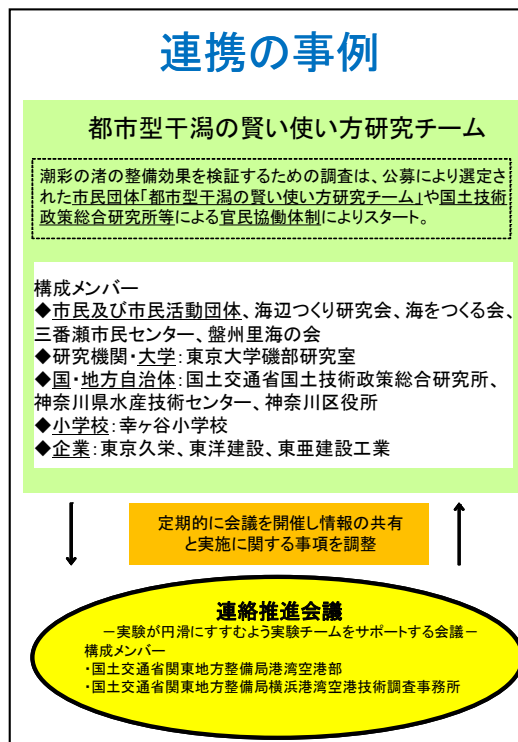 連携の事例
都市型干潟の賢い使い方研究チーム
潮彩の渚の整備効果を検証するための調査は、公募により選定さ
れた市民団体「都市型干潟の賢い使い方研究チーム」や国土技術
政策総合研究所等による官民協働体制によりスタート。
構成メンバー
◆市民及び市民活動団体、海辺つくり研究会、海をつくる会、
三番瀬市民センター、盤州里海の会
◆研究機関・大学：東京大学磯部研究室
◆国・地方自治体：国土交通省国土技術政策総合研究所、
神奈川県水産技術センター、神奈川区役所
◆小学校：幸ヶ谷小学校
◆企業：東京久栄、東洋建設、東亜建設工業
定期的に会議を開催し情報の共有
と実施に関する事項を調整
連絡推進会議
－実験が円滑にすすむよう実験チームをサポートする会議－
構成メンバー
・国土交通省関東地方整備局港湾空港部
・国土交通省関東地方整備局横浜港湾空港技術調査事務所